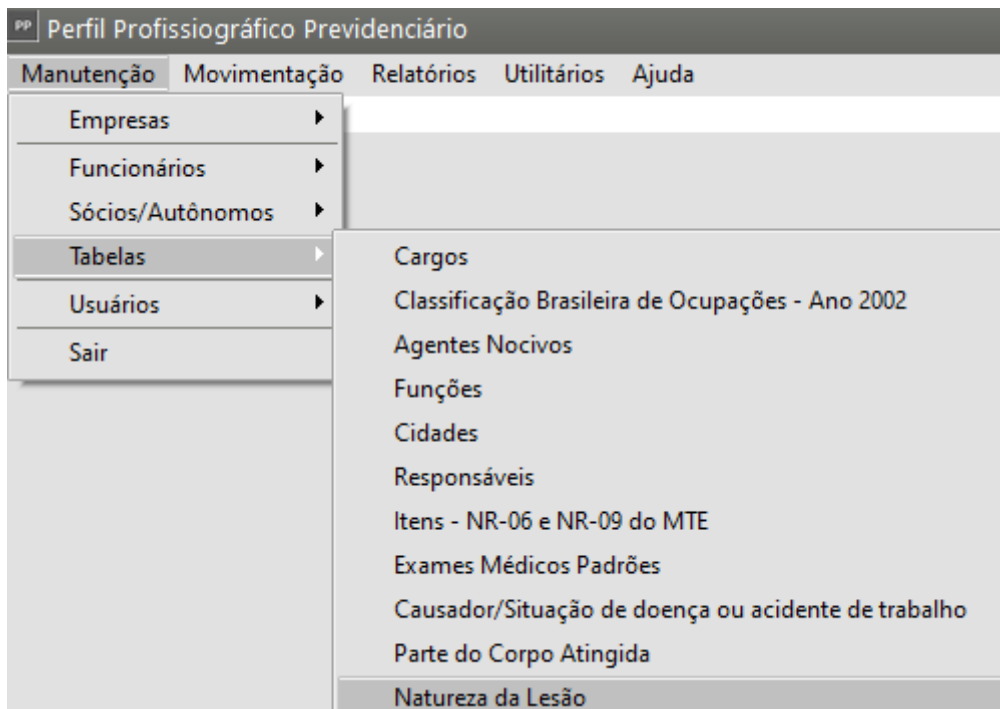 PP Perfil Profissiográfico Previdenciário
Manutenção Movimentação Relatórios Utilitários Ajuda
Empresas
Funcionários
Sócios/Autônomos
Tabelas
Usuários
Sair
Cargos
Classificação Brasileira de Ocupações - Ano 2002
Agentes Nocivos
Funções
Cidades
Responsáveis
Itens - NR-06 e NR-09 do MTE
Exames Médicos Padrões
Causador/Situação de doença ou acidente de trabalho
Parte do Corpo Atingida
Natureza da Lesão